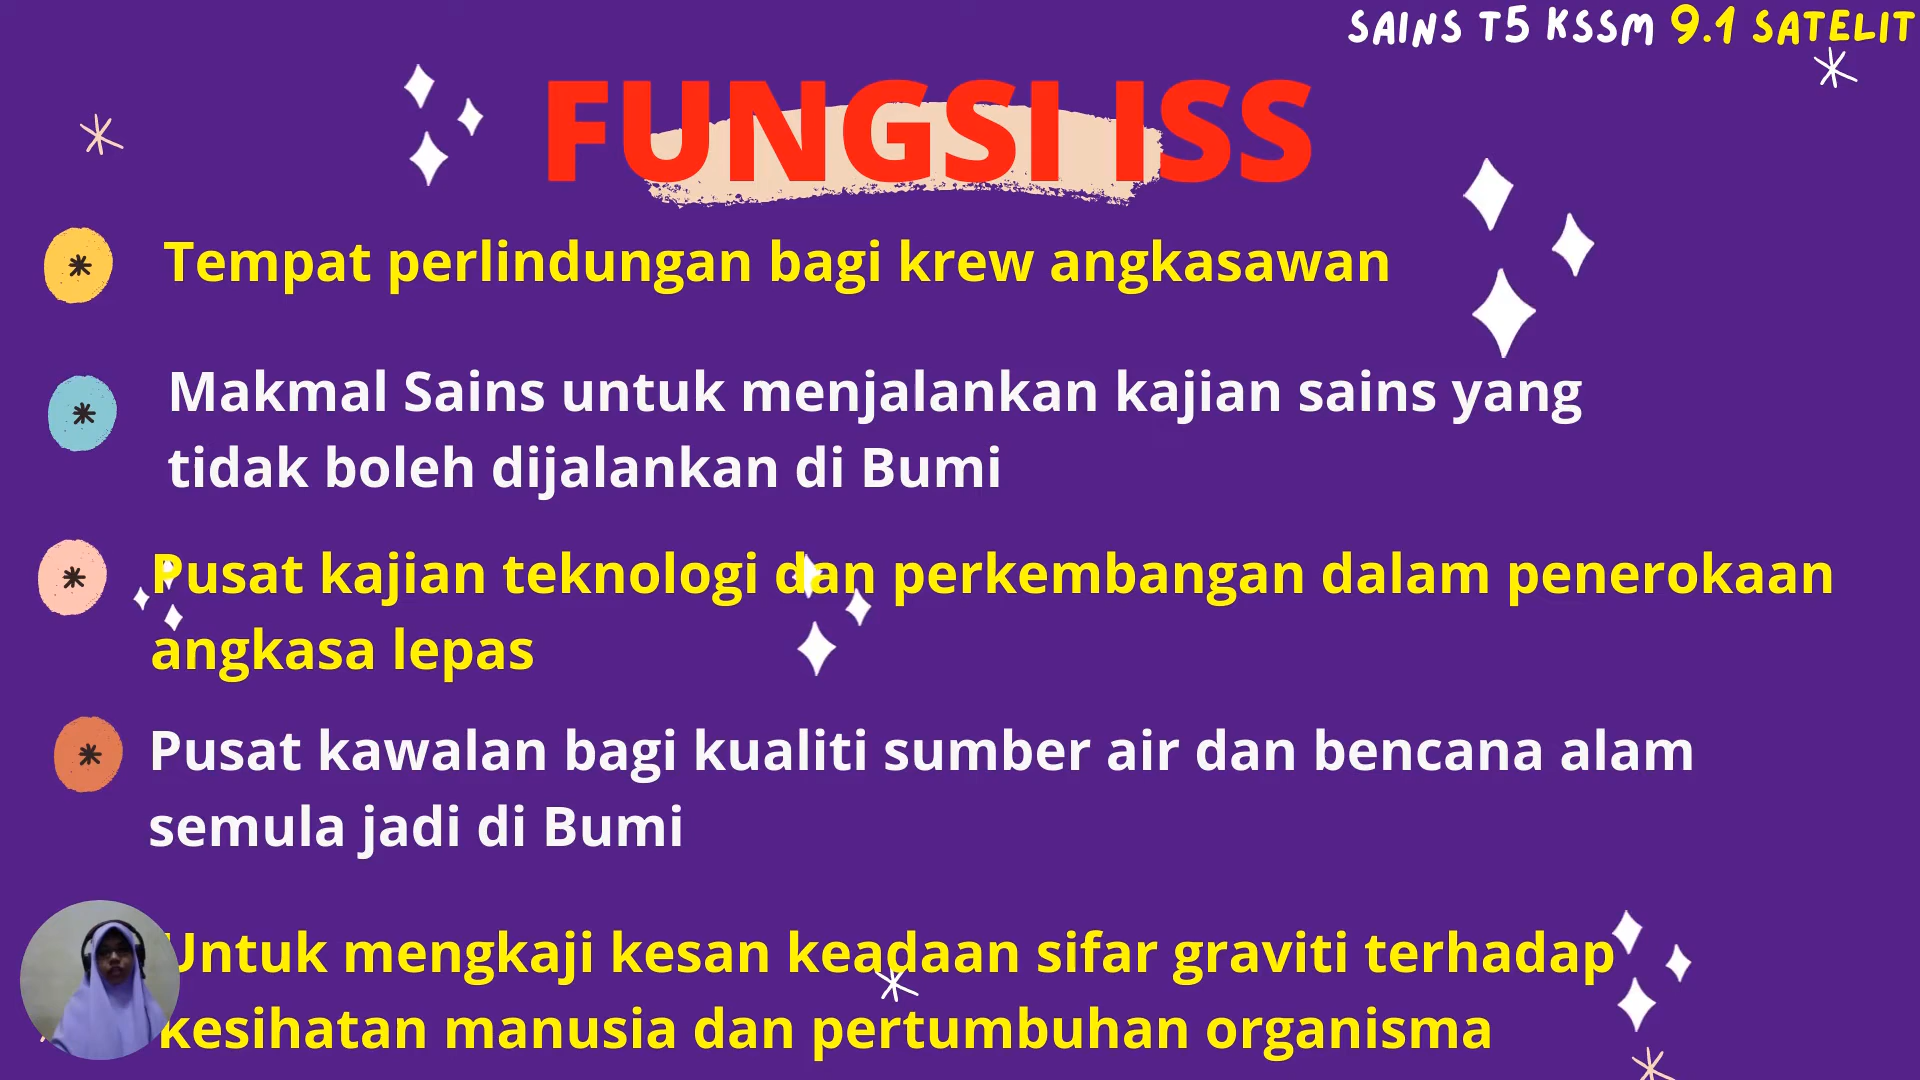 SAINS T5 KSSM 9.1 SATELIT
FUNGSI ISS
Tempat perlindungan bagi krew angkasawan
Makmal Sains untuk menjalankan kajian sains yang
tidak boleh dijalankan di Bumi
Pusat kajian teknologi dan perkembangan dalam penerokaan
angkasa lepas
Pusat kawalan bagi kualiti sumber air dan bencana alam
semula jadi di Bumi
Untuk mengkaji kesan keadaan sifar graviti terhadap
kesihatan manusia dan pertumbuhan organisma